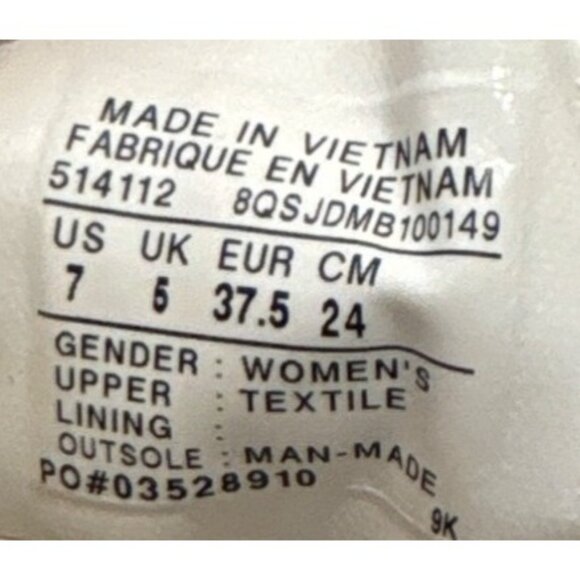 MADE IN VIETNAM
FABRIQUE EN VIETNAM
514112 8QSJDMB100149
US UK EUR CM
7 5 37.5 24
GENDER : WOMEN'S
UPPER : TEXTILE
LINING :
OUTSOLE : MAN-MADE
PO#03528910
9K